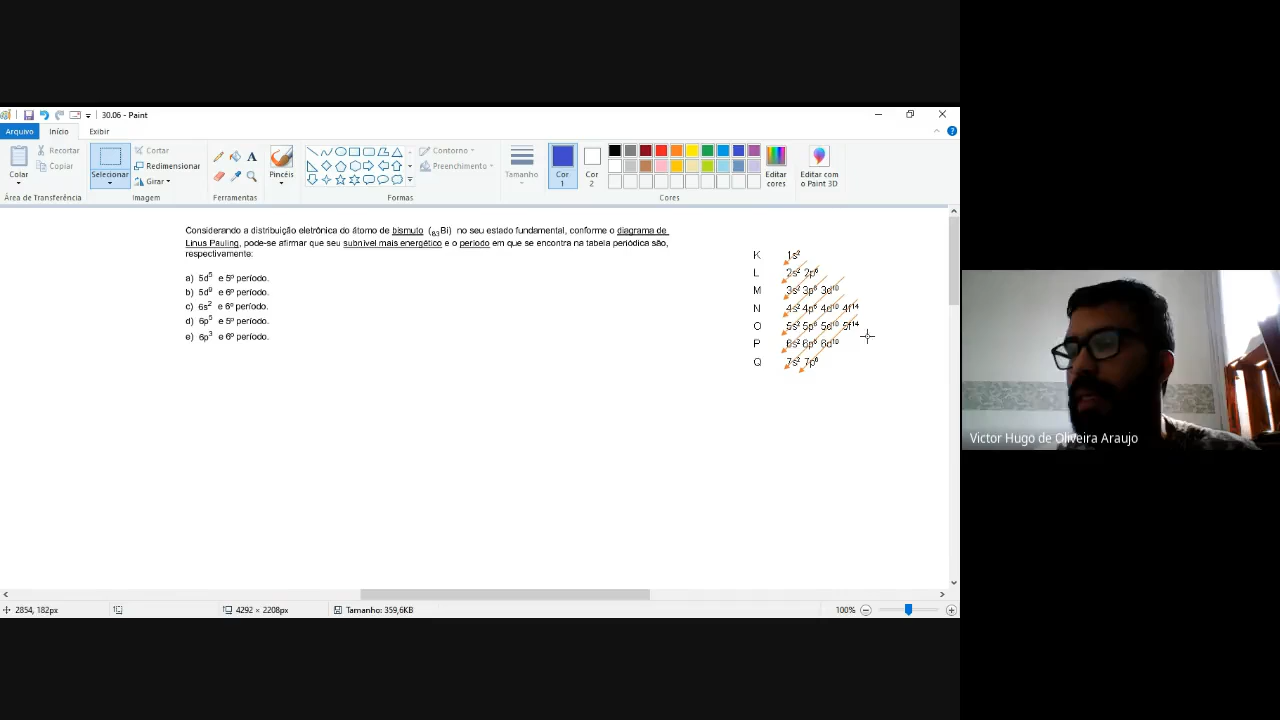 30.06 - Paint
Arquivo Início Exibir
Colar
Recortar
Copiar
Área de Transferência
Selecionar
Cortar
Redimensionar
Girar
Imagem
A
Ferramentas
Pincéis
Contorno
Preenchimento
Formas
Tamanho
Cor 1
Cor 2
Cores
Editar cores
Editar com o Paint 3D
Considerando a distribuição eletrônica do átomo de bismuto (₈₃Bi) no seu estado fundamental, conforme o diagrama de
Linus Pauling, pode-se afirmar que seu subnível mais energético e o período em que se encontra na tabela periódica são,
respectivamente:
a) 5d⁵ e 5º período.
b) 5d⁹ e 6º período.
c) 6s² e 6º período.
d) 6p⁵ e 5º período.
e) 6p³ e 6º período.
K 1s²
L 2s² 2p⁶
M 3s² 3p⁶ 3d¹⁰
N 4s² 4p⁶ 4d¹⁰ 4f¹⁴
O 5s² 5p⁶ 5d¹⁰ 5f¹⁴
P 6s² 6p⁶ 6d¹⁰
Q 7s² 7p⁶
Victor Hugo de Oliveira Araujo
2854, 182px
4292 × 2208px
Tamanho: 359,6KB
100%